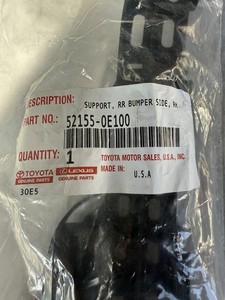 DESCRIPTION: SUPPORT, RR BUMPER SIDE, RH
PART NO.: 52155-0E100
QUANTITY: 1
TOYOTA MOTOR SALES, U.S.A., INC.
TOYOTA LEXUS MADE IN: U.S.A
GENUINE PARTS GENUINE PARTS
30E5